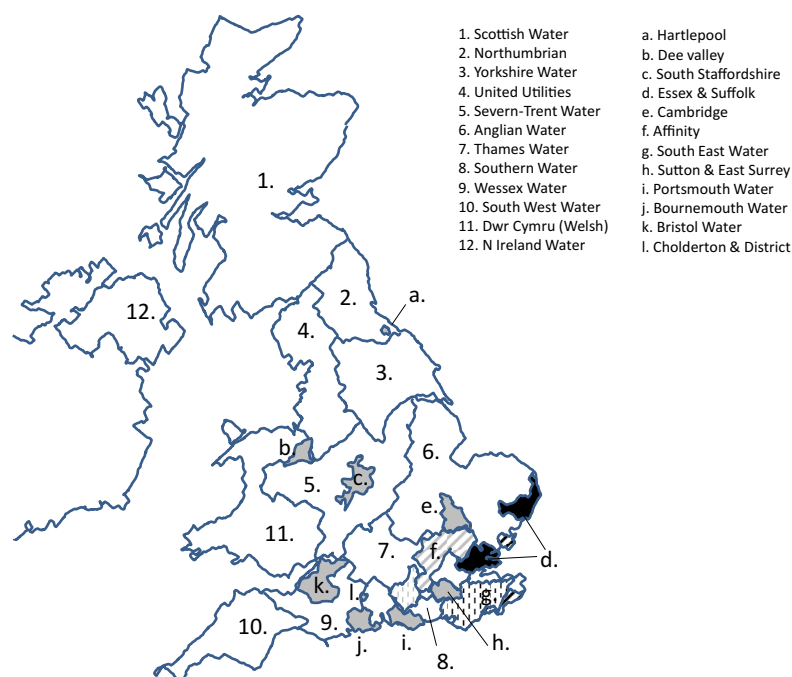 1. Scottish Water
2. Northumbrian
3. Yorkshire Water
4. United Utilities
5. Severn-Trent Water
6. Anglian Water
7. Thames Water
8. Southern Water
9. Wessex Water
10. South West Water
11. Dwr Cymru (Welsh)
12. N Ireland Water
a. Hartlepool
b. Dee valley
c. South Staffordshire
d. Essex & Suffolk
e. Cambridge
f. Affinity
g. South East Water
h. Sutton & East Surrey
i. Portsmouth Water
j. Bournemouth Water
k. Bristol Water
l. Cholderton & District
1.
2.
a.
12.
4.
3.
b.
6.
c.
5.
e.
11.
7.
f.
d.
k.
l.
g
10.
9.
j.
i.
h.
8.